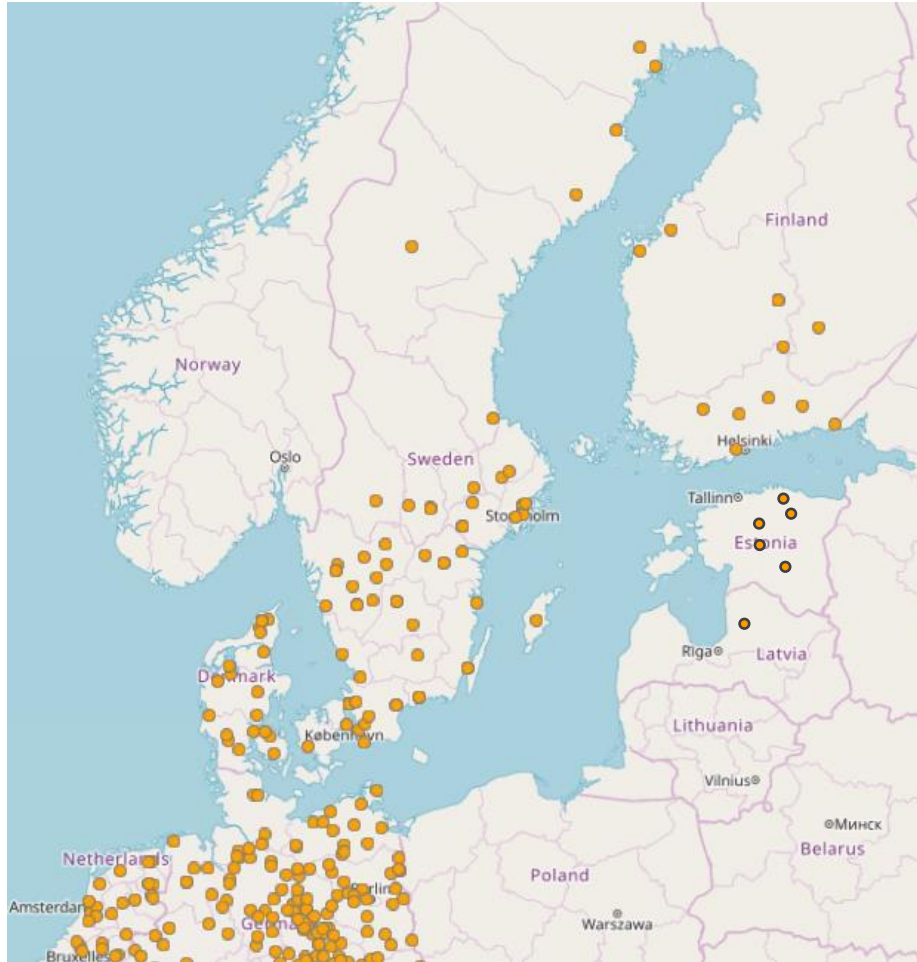 Finland
Norway
Helsinki
Oslo
Sweden
Tallinn
Stockholm
Estonia
Rīga
Latvia
Denmark
Lithuania
København
Vilnius
Минск
Belarus
Netherlands
Poland
Berlin
Amsterdam
Germany
Warszawa
Bruxelles